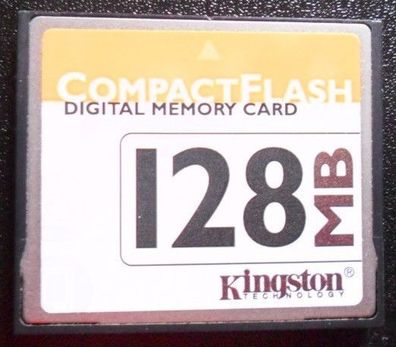 COMPACTFLASH
DIGITAL MEMORY CARD
128 MB
Kingston®
TECHNOLOGY